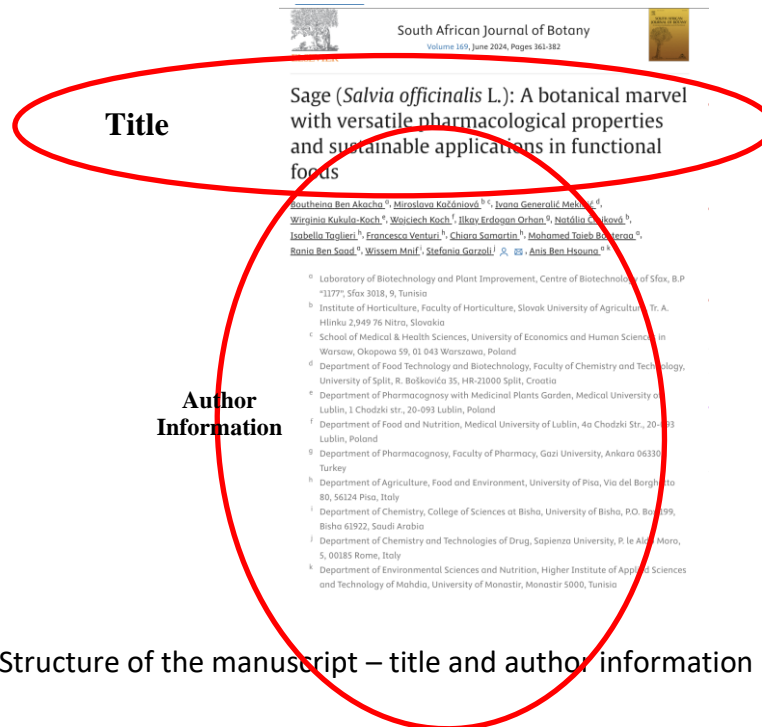 South African Journal of Botany
Volume 169, June 2024, Pages 361-382
Sage (Salvia officinalis L.): A botanical marvel
Title
with versatile pharmacological properties
and sustainable applications in functional
foods
Boutheina Ben Akacha a, Miroslava Kačániová b c, Ivana Generalić d,
Wirginia Kukula-Koch e, Wojciech Koch f, Ilkay Erdogan Orhan g, Natália b,
Isabella Taglieri h, Francesca Venturi h, Chiara Samartin h, Mohamed Taieb a,
Rania Ben Saad a, Wissem Mnif i, Stefania Garzoli j, Anis Ben Hsouna a k
a Laboratory of Biotechnology and Plant Improvement, Centre of Biotechnology of Sfax, B.P
"1177", Sfax 3018, 9, Tunisia
b Institute of Horticulture, Faculty of Horticulture, Slovak University of Agriculture, Tr. A.
Hlinku 2,949 76 Nitra, Slovakia
c School of Medical & Health Sciences, University of Economics and Human Sciences in
Warsaw, Okopowa 59, 01 043 Warszawa, Poland
d Department of Food Technology and Biotechnology, Faculty of Chemistry and Technology,
University of Split, R. Boškovića 35, HR-21000 Split, Croatia
e Department of Pharmacognosy with Medicinal Plants Garden, Medical University of
Lublin, 1 Chodzki str., 20-093 Lublin, Poland
Author
Information
f Department of Food and Nutrition, Medical University of Lublin, 4a Chodzki Str., 20-093
Lublin, Poland
g Department of Pharmacognosy, Faculty of Pharmacy, Gazi University, Ankara 06330,
Turkey
h Department of Agriculture, Food and Environment, University of Pisa, Via del Borghetto
80, 56124 Pisa, Italy
i Department of Chemistry, College of Sciences at Bisha, University of Bisha, P.O. Box 199,
Bisha 61922, Saudi Arabia
j Department of Chemistry and Technologies of Drug, Sapienza University, P. le Aldo Moro,
5, 00185 Rome, Italy
k Department of Environmental Sciences and Nutrition, Higher Institute of Applied Sciences
and Technology of Mahdia, University of Monastir, Monastir 5000, Tunisia
Structure of the manuscript – title and author information